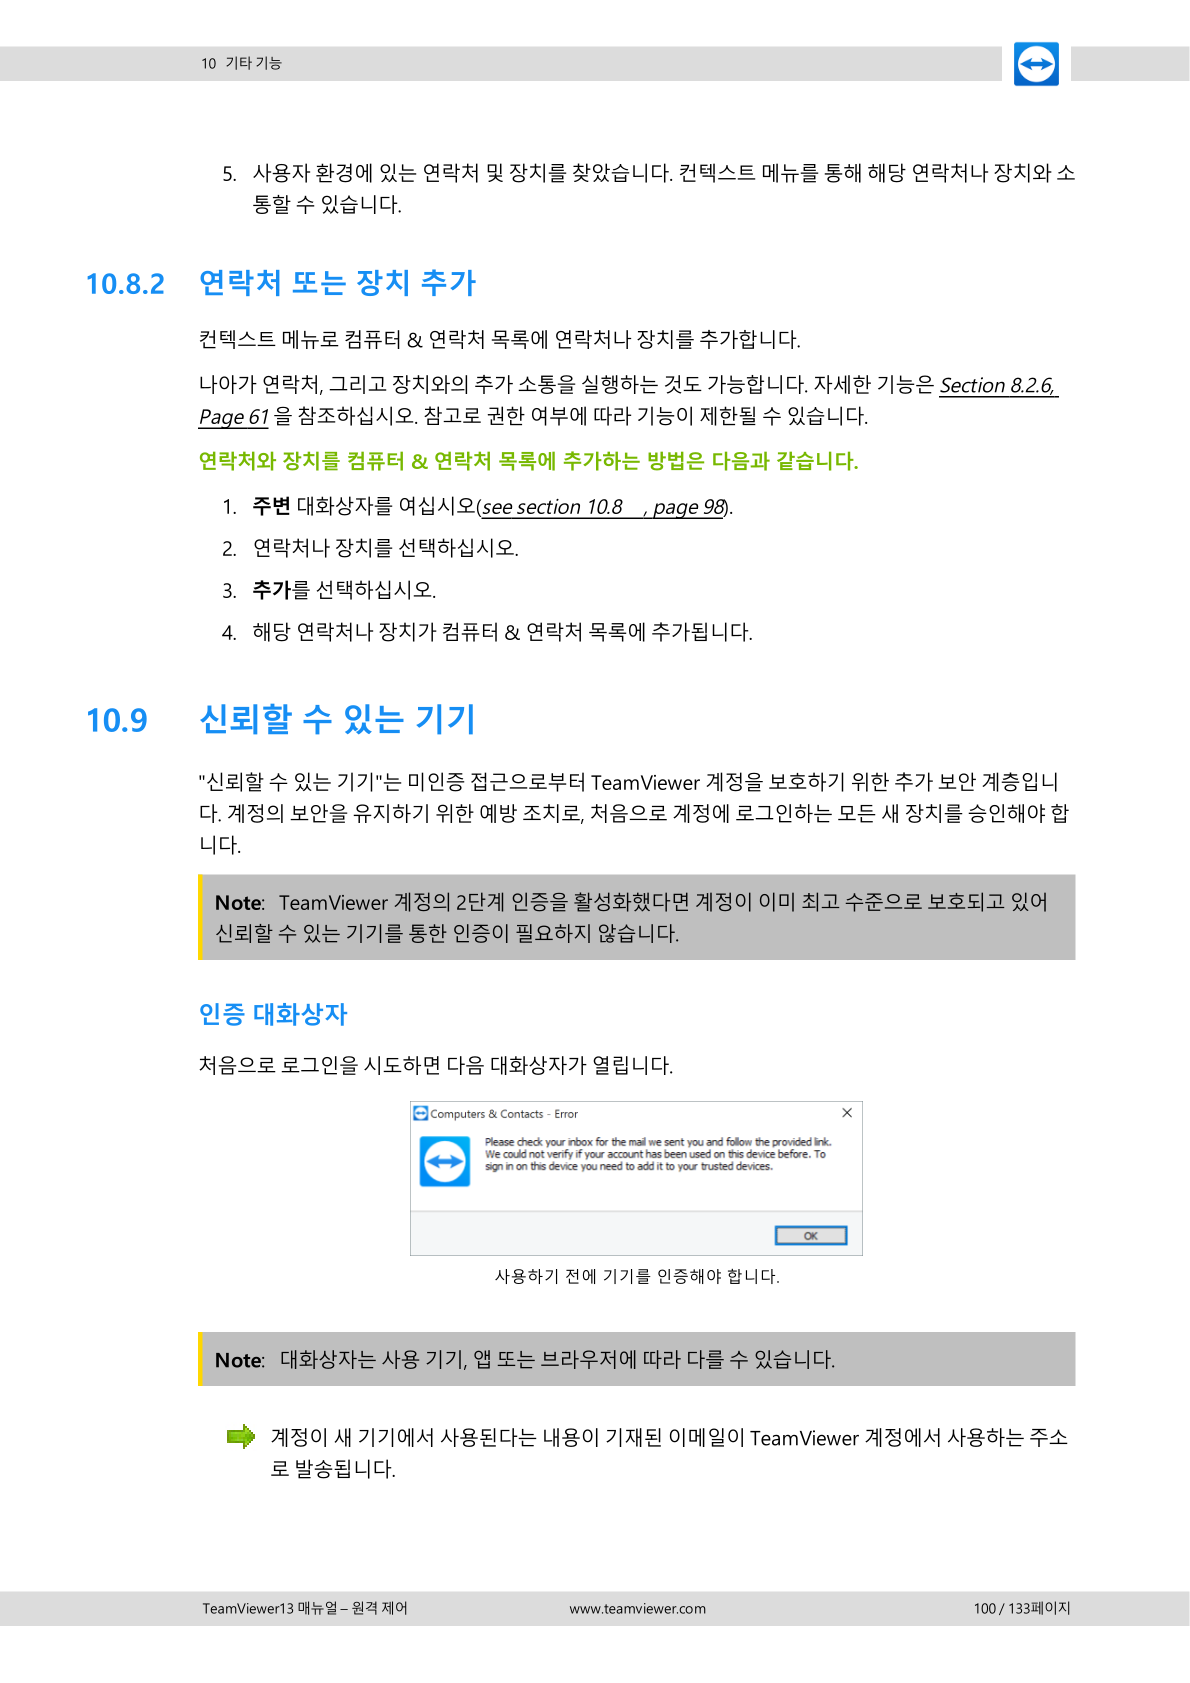 10 기타 기능
5. 사용자 환경에 있는 연락처 및 장치를 찾았습니다. 컨텍스트 메뉴를 통해 해당 연락처나 장치와 소
통할 수 있습니다.
10.8.2 연락처 또는 장치 추가
컨텍스트 메뉴로 컴퓨터 & 연락처 목록에 연락처나 장치를 추가합니다.
나아가 연락처, 그리고 장치와의 추가 소통을 실행하는 것도 가능합니다. 자세한 기능은 Section 8.2.6,
Page 61 을 참조하십시오. 참고로 권한 여부에 따라 기능이 제한될 수 있습니다.
연락처와 장치를 컴퓨터 & 연락처 목록에 추가하는 방법은 다음과 같습니다.
1. 주변 대화상자를 여십시오(see section 10.8 , page 98).
2. 연락처나 장치를 선택하십시오.
3. 추가를 선택하십시오.
4. 해당 연락처나 장치가 컴퓨터 & 연락처 목록에 추가됩니다.
10.9 신뢰할 수 있는 기기
"신뢰할 수 있는 기기"는 미인증 접근으로부터 TeamViewer 계정을 보호하기 위한 추가 보안 계층입니
다. 계정의 보안을 유지하기 위한 예방 조치로, 처음으로 계정에 로그인하는 모든 새 장치를 승인해야 합
니다.
Note: TeamViewer 계정의 2단계 인증을 활성화했다면 계정이 이미 최고 수준으로 보호되고 있어
신뢰할 수 있는 기기를 통한 인증이 필요하지 않습니다.
인증 대화상자
처음으로 로그인을 시도하면 다음 대화상자가 열립니다.
Computers & Contacts - Error
Please check your inbox for the mail we sent you and follow the provided link.
We could not verify if your account has been used on this device before. To
sign in on this device you need to add it to your trusted devices.
OK
사용하기 전에 기기를 인증해야 합니다.
Note: 대화상자는 사용 기기, 앱 또는 브라우저에 따라 다를 수 있습니다.
계정이 새 기기에서 사용된다는 내용이 기재된 이메일이 TeamViewer 계정에서 사용하는 주소
로 발송됩니다.
TeamViewer13 매뉴얼 – 원격 제어 www.teamviewer.com 100 / 133페이지